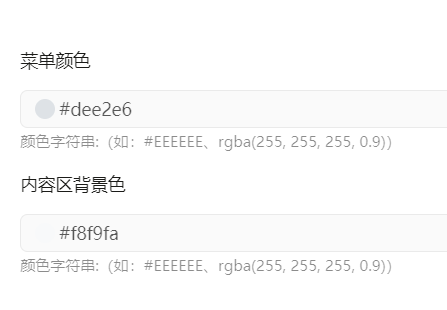 菜单颜色
#dee2e6
颜色字符串:（如：#EEEEEE、rgba(255, 255, 255, 0.9)）
内容区背景色
#f8f9fa
颜色字符串:（如：#EEEEEE、rgba(255, 255, 255, 0.9)）